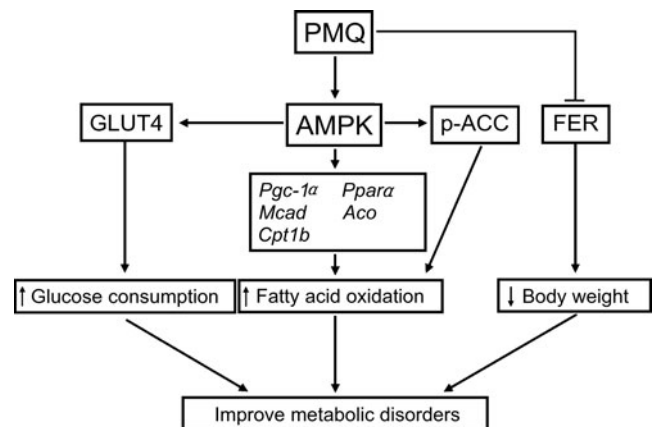 PMQ
GLUT4
AMPK
p-ACC
FER
Pgc-1α Pparα
Mcad Aco
Cpt1b
↑ Glucose consumption
↑ Fatty acid oxidation
↓ Body weight
Improve metabolic disorders